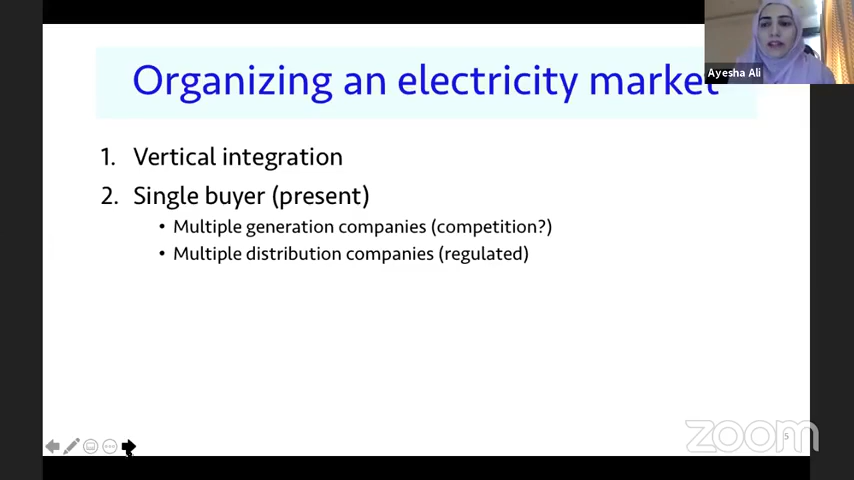 Organizing an electricity market
Ayesha Ali
1. Vertical integration
2. Single buyer (present)
• Multiple generation companies (competition?)
• Multiple distribution companies (regulated)
zoom
5